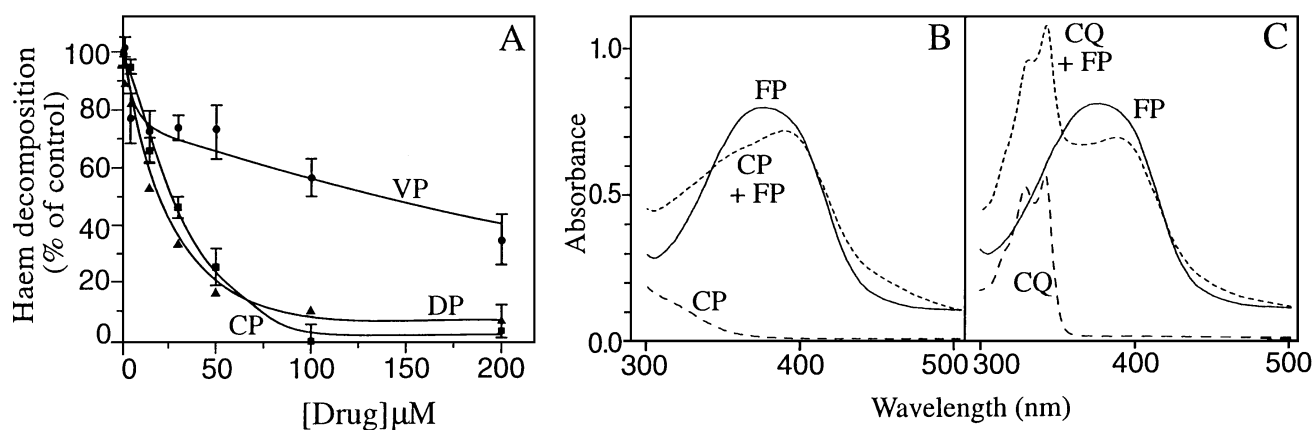 A
Haem decomposition
(% of control)
100
80
60
40
20
0
VP
DP
CP
0
50
100
150
200
[Drug]µM
B
C
Absorbance
1.0
0.5
0.0
FP
CP
+ FP
CP
CQ
+ FP
FP
CQ
300
400
500
300
400
500
Wavelength (nm)